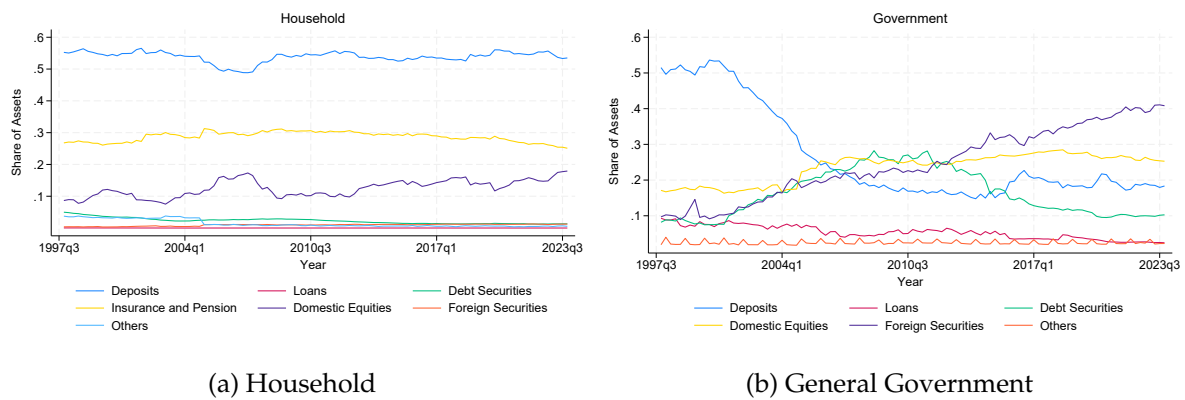 Household
Share of Assets
.6
.5
.4
.3
.2
.1
1997q3 2004q1 2010q3 2017q1 2023q3
Year
Deposits Loans Debt Securities
Insurance and Pension Domestic Equities Foreign Securities
Others
(a) Household
Government
Share of Assets
.6
.5
.4
.3
.2
.1
1997q3 2004q1 2010q3 2017q1 2023q3
Year
Deposits Loans Debt Securities
Domestic Equities Foreign Securities Others
(b) General Government